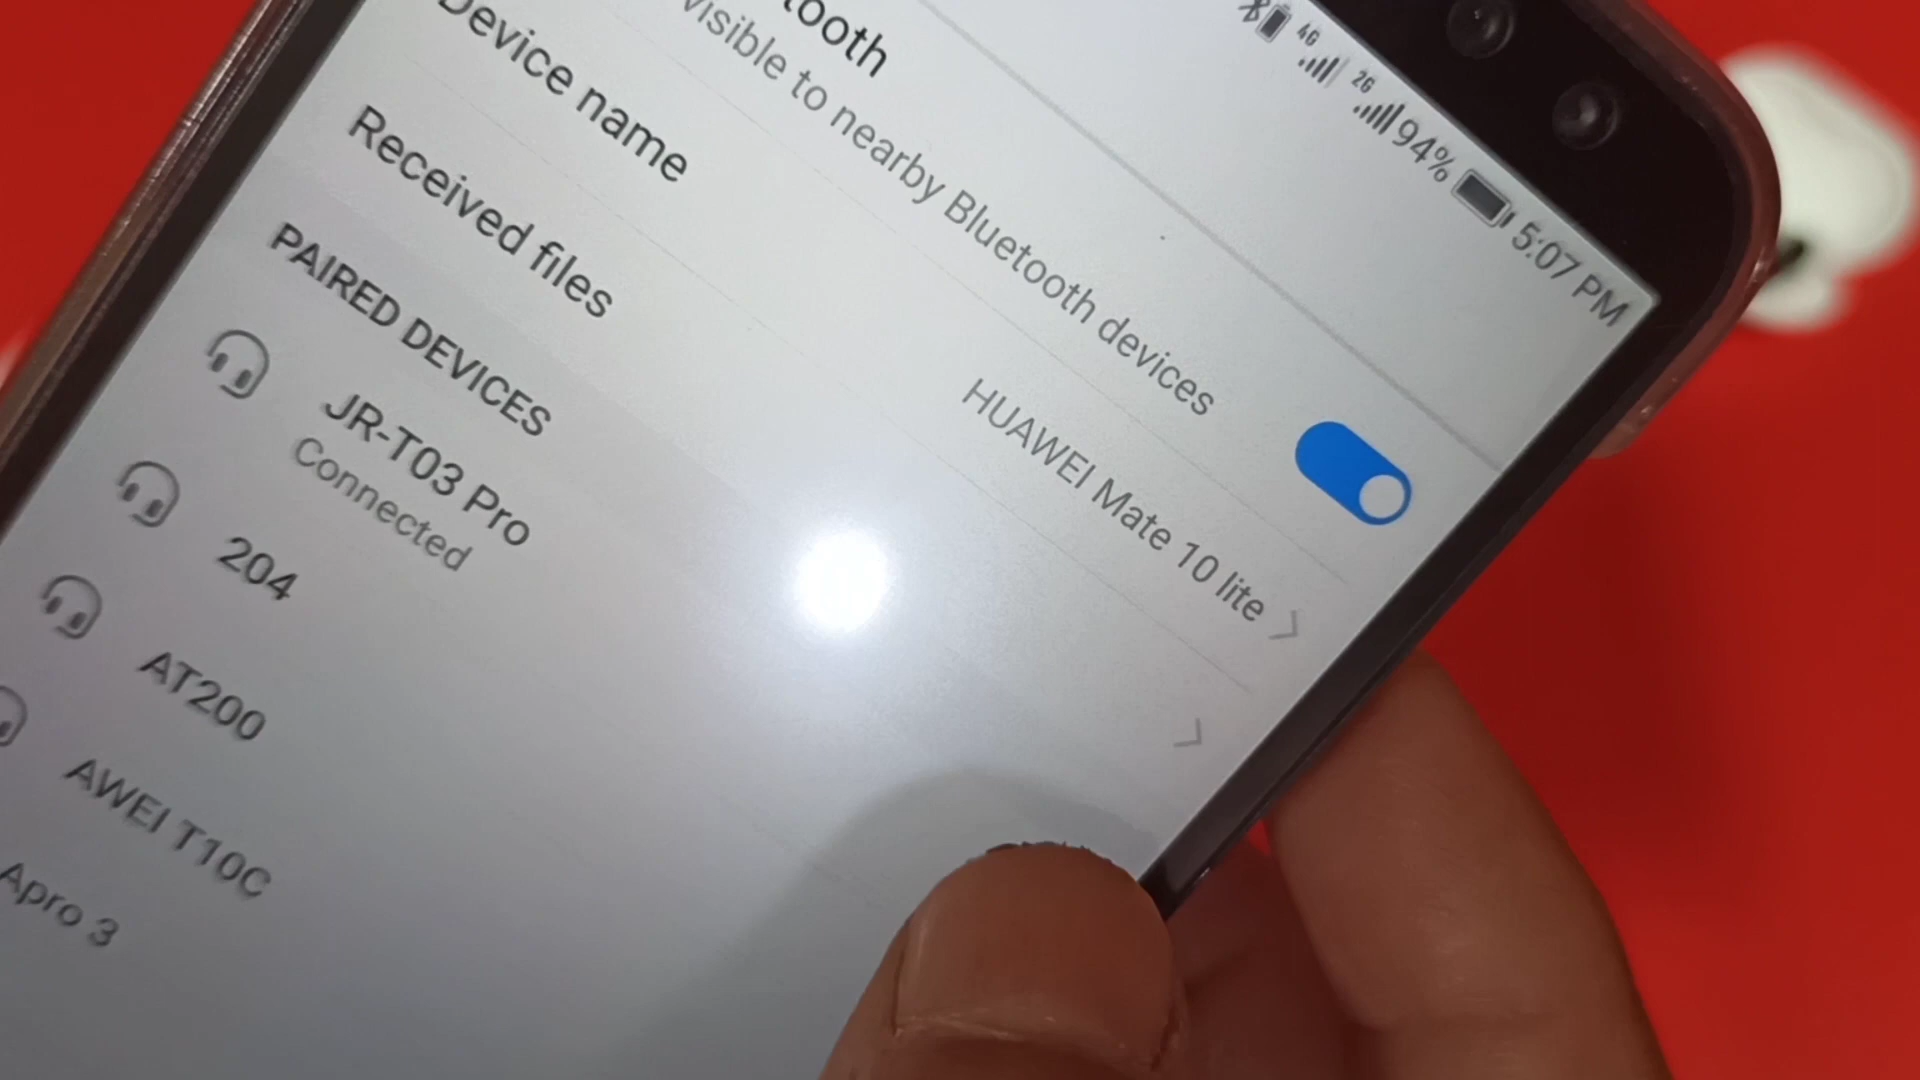 4G 2G 94% 5:07 PM
tooth
visible to nearby Bluetooth devices
Device name HUAWEI Mate 10 lite
Received files
PAIRED DEVICES
JR-T03 Pro
Connected
204
AT200
AWEI T10C
Apro 3